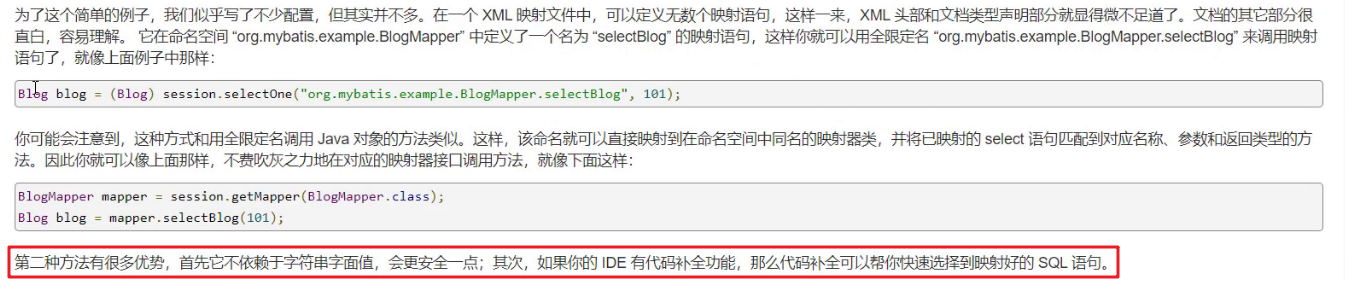 为了这个简单的例子，我们似乎写了不少配置，但其实并不多。在一个 XML 映射文件中，可以定义无数个映射语句，这样一来，XML 头部和文档类型声明部分就显得微不足道了。文档的其它部分很
直白，容易理解。 它在命名空间 “org.mybatis.example.BlogMapper” 中定义了一个名为 “selectBlog” 的映射语句，这样你就可以用全限定名 “org.mybatis.example.BlogMapper.selectBlog” 来调用映射
语句了，就像上面例子中那样：
Blog blog = (Blog) session.selectOne("org.mybatis.example.BlogMapper.selectBlog", 101);
你可能会注意到，这种方式和用全限定名调用 Java 对象的方法类似。这样，该命名就可以直接映射到在命名空间中同名的映射器类，并将已映射的 select 语句匹配到对应名称、参数和返回类型的方
法。因此你就可以像上面那样，不费吹灰之力地在对应的映射器接口调用方法，就像下面这样：
BlogMapper mapper = session.getMapper(BlogMapper.class);
Blog blog = mapper.selectBlog(101);
第二种方法有很多优势，首先它不依赖于字符串字面值，会更安全一点；其次，如果你的 IDE 有代码补全功能，那么代码补全可以帮你快速选择到映射好的 SQL 语句。